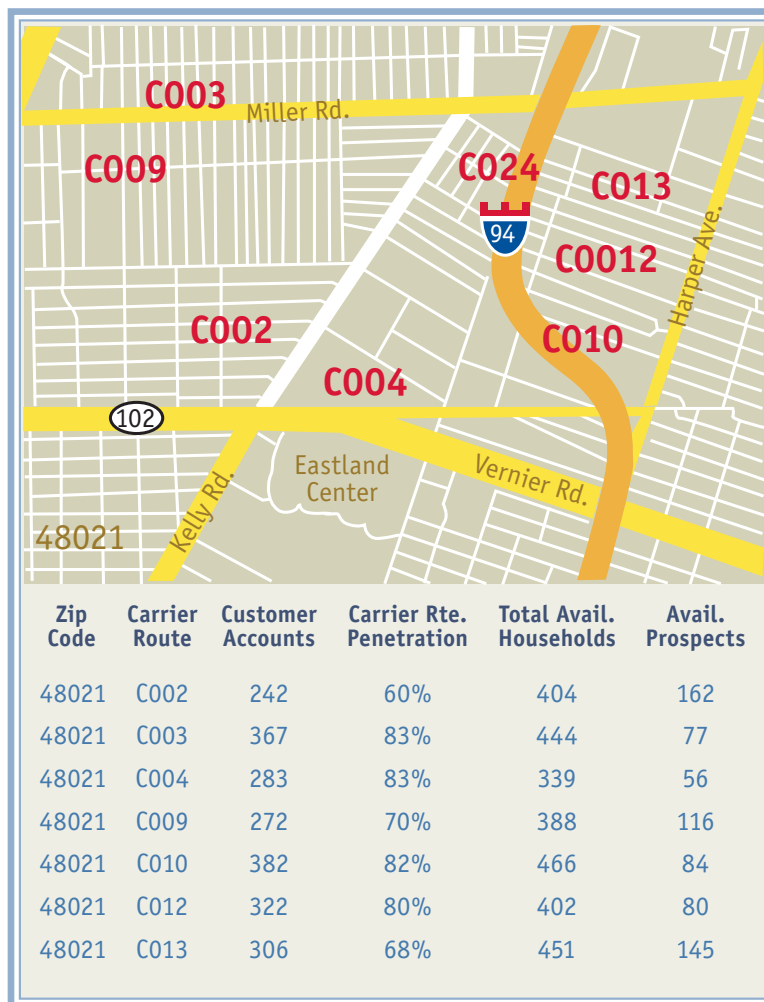 C003
Miller Rd.
C009
C024
C013
94
C0012
Harper Ave.
C002
C010
C004
102
Eastland
Center
Vernier Rd.
Kelly Rd.
48021
Zip Code Carrier Route Customer Accounts Carrier Rte. Penetration Total Avail. Households Avail. Prospects
48021 C002 242 60% 404 162
48021 C003 367 83% 444 77
48021 C004 283 83% 339 56
48021 C009 272 70% 388 116
48021 C010 382 82% 466 84
48021 C012 322 80% 402 80
48021 C013 306 68% 451 145